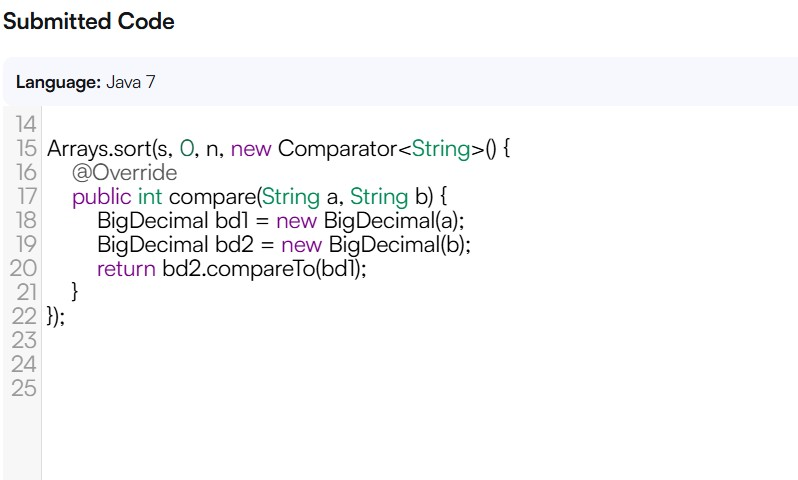 Submitted Code
Language: Java 7
14
15 Arrays.sort(s, 0, n, new Comparator<String>() {
16 @Override
17 public int compare(String a, String b) {
18 BigDecimal bd1 = new BigDecimal(a);
19 BigDecimal bd2 = new BigDecimal(b);
20 return bd2.compareTo(bd1);
21 }
22 });
23
24
25